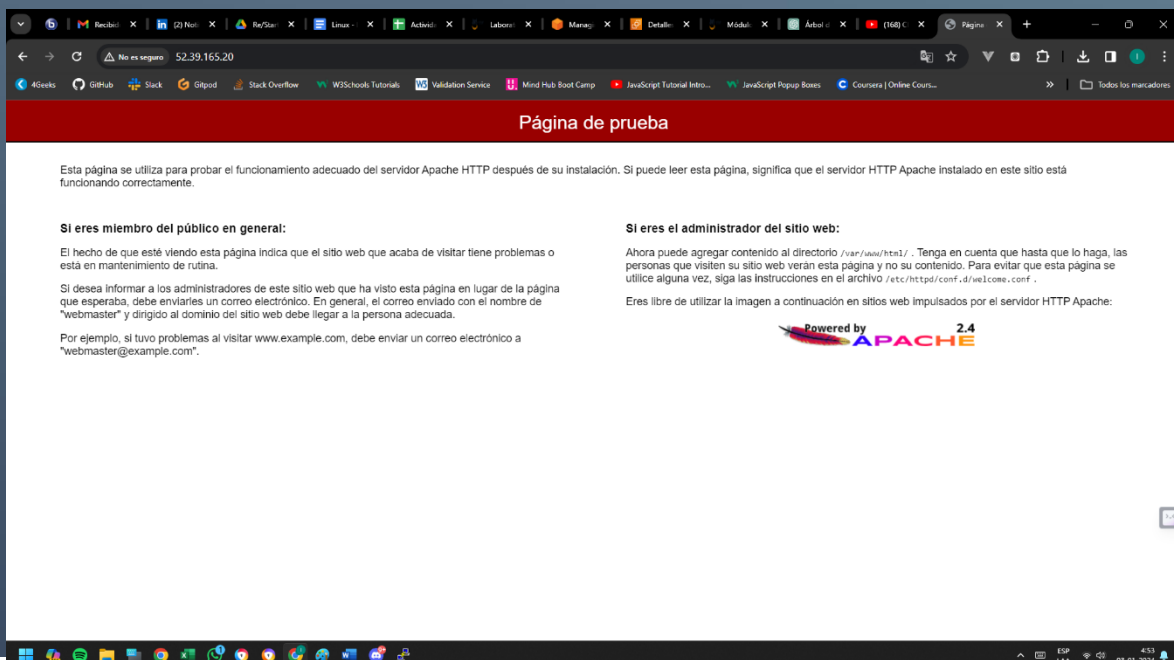 Recibid
(2) Not
Re/Star
Linux -
Activid
Laborat
Manag
Detalle
Módul
Árbol d
(168) C
Página
No es seguro
52.39.165.20
4Geeks
GitHub
Slack
Gitpod
Stack Overflow
W3Schools Tutorials
Validation Service
Mind Hub Boot Camp
JavaScript Tutorial Intro...
JavaScript Popup Boxes
Coursera | Online Cours...
Todos los marcadores
Página de prueba
Esta página se utiliza para probar el funcionamiento adecuado del servidor Apache HTTP después de su instalación. Si puede leer esta página, significa que el servidor HTTP Apache instalado en este sitio está
funcionando correctamente.
Si eres miembro del público en general:
El hecho de que esté viendo esta página indica que el sitio web que acaba de visitar tiene problemas o
está en mantenimiento de rutina.
Si desea informar a los administradores de este sitio web que ha visto esta página en lugar de la página
que esperaba, debe enviarles un correo electrónico. En general, el correo enviado con el nombre de
"webmaster" y dirigido al dominio del sitio web debe llegar a la persona adecuada.
Por ejemplo, si tuvo problemas al visitar www.example.com, debe enviar un correo electrónico a
"webmaster@example.com".
Si eres el administrador del sitio web:
Ahora puede agregar contenido al directorio /var/www/html/ . Tenga en cuenta que hasta que lo haga, las
personas que visiten su sitio web verán esta página y no su contenido. Para evitar que esta página se
utilice alguna vez, siga las instrucciones en el archivo /etc/httpd/conf.d/welcome.conf .
Eres libre de utilizar la imagen a continuación en sitios web impulsados por el servidor HTTP Apache:
Powered by 2.4
APACHE
ESP
4:53